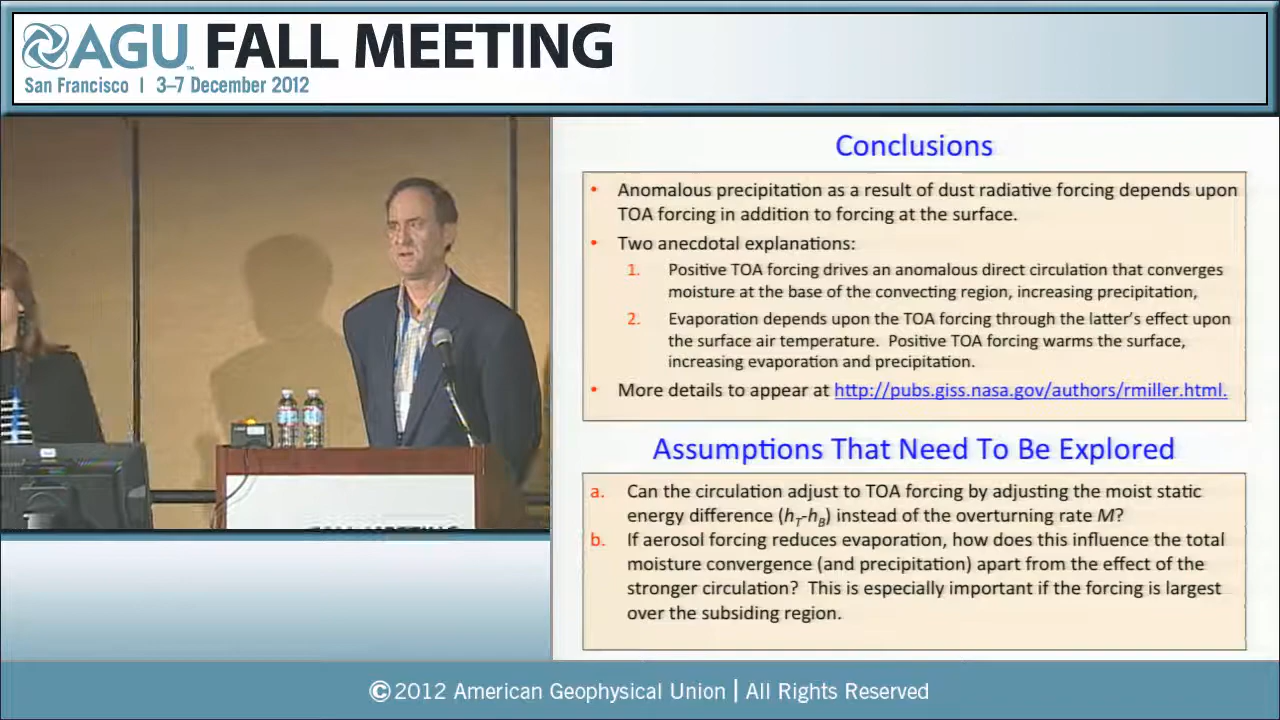 AGU FALL MEETING
San Francisco | 3–7 December 2012
Conclusions
• Anomalous precipitation as a result of dust radiative forcing depends upon
TOA forcing in addition to forcing at the surface.
• Two anecdotal explanations:
1. Positive TOA forcing drives an anomalous direct circulation that converges
moisture at the base of the convecting region, increasing precipitation,
2. Evaporation depends upon the TOA forcing through the latter's effect upon
the surface air temperature. Positive TOA forcing warms the surface,
increasing evaporation and precipitation.
• More details to appear at http://pubs.giss.nasa.gov/authors/rmiller.html.
Assumptions That Need To Be Explored
a. Can the circulation adjust to TOA forcing by adjusting the moist static
energy difference (hT-hB) instead of the overturning rate M?
b. If aerosol forcing reduces evaporation, how does this influence the total
moisture convergence (and precipitation) apart from the effect of the
stronger circulation? This is especially important if the forcing is largest
over the subsiding region.
©2012 American Geophysical Union | All Rights Reserved